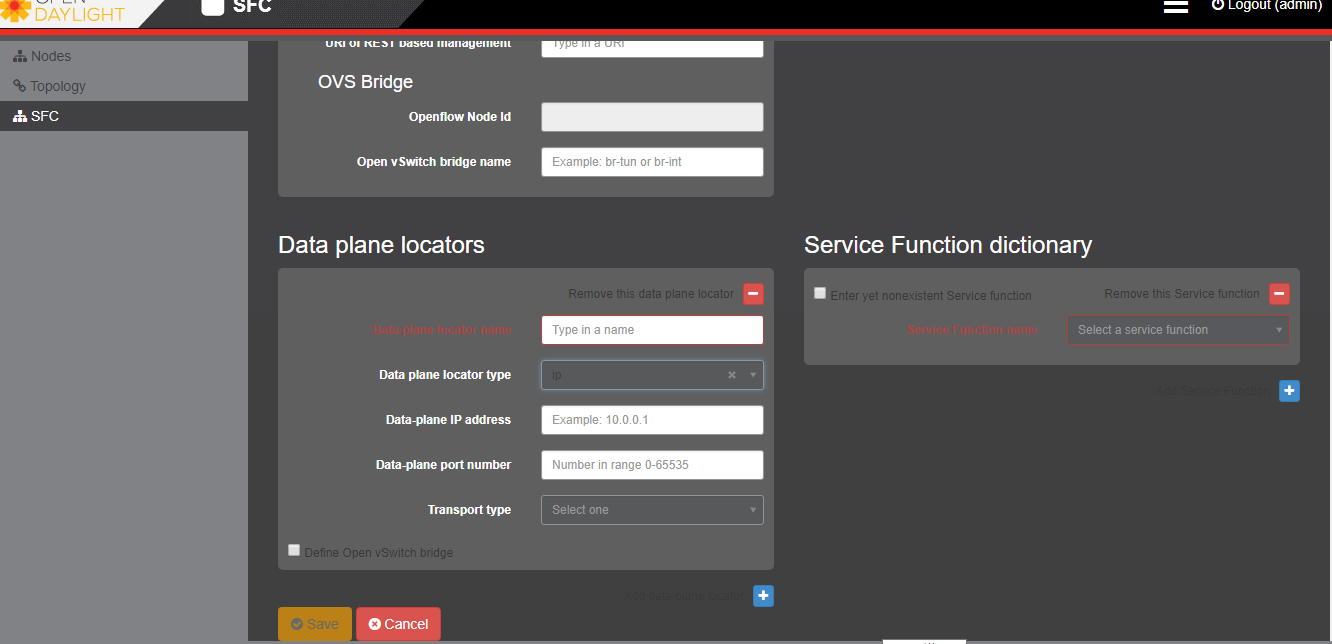 OPEN
DAYLIGHT
SFC
Logout (admin)
Nodes
Topology
SFC
URI of REST based management
Type in a URI
OVS Bridge
Openflow Node Id
Open vSwitch bridge name
Example: br-tun or br-int
Data plane locators
Remove this data plane locator
Data plane locator name
Type in a name
Data plane locator type
ip
Data-plane IP address
Example: 10.0.0.1
Data-plane port number
Number in range 0-65535
Transport type
Select one
Define Open vSwitch bridge
Add data-plane locator
Save
Cancel
Service Function dictionary
Enter yet nonexistent Service function
Remove this Service function
Service Function name
Select a service function
Add Service Function